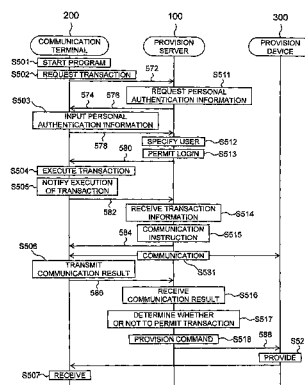 200
100
300
COMMUNICATION
TERMINAL
PROVISION
SERVER
PROVISION
DEVICE
S501 START PROGRAM
S502 REQUEST TRANSACTION
572
S511
REQUEST PERSONAL
AUTHENTICATION INFORMATION
574
576
S503
INPUT PERSONAL
AUTHENTICATION INFORMATION
578
SPECIFY USER S512
PERMIT LOGIN S513
580
S504 EXECUTE TRANSACTION
S505 NOTIFY EXECUTION
OF TRANSACTION
582
RECEIVE TRANSACTION
INFORMATION S514
COMMUNICATION
INSTRUCTION S515
584
S506
COMMUNICATION
S531
TRANSMIT
COMMUNICATION RESULT
586
RECEIVE
COMMUNICATION RESULT S516
DETERMINE WHETHER
OR NOT TO PERMIT TRANSACTION S517
PROVISION COMMAND S518
588
S52
PROVIDE
S507 RECEIVE